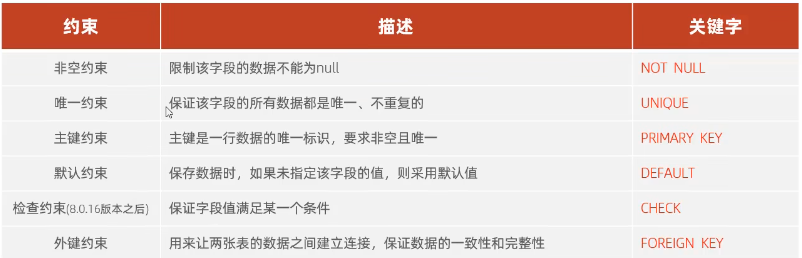 约束 描述 关键字
非空约束 限制该字段的数据不能为null NOT NULL
唯一约束 保证该字段的所有数据都是唯一、不重复的 UNIQUE
主键约束 主键是一行数据的唯一标识，要求非空且唯一 PRIMARY KEY
默认约束 保存数据时，如果未指定该字段的值，则采用默认值 DEFAULT
检查约束(8.0.16版本之后) 保证字段值满足某一个条件 CHECK
外键约束 用来让两张表的数据之间建立连接，保证数据的一致性和完整性 FOREIGN KEY